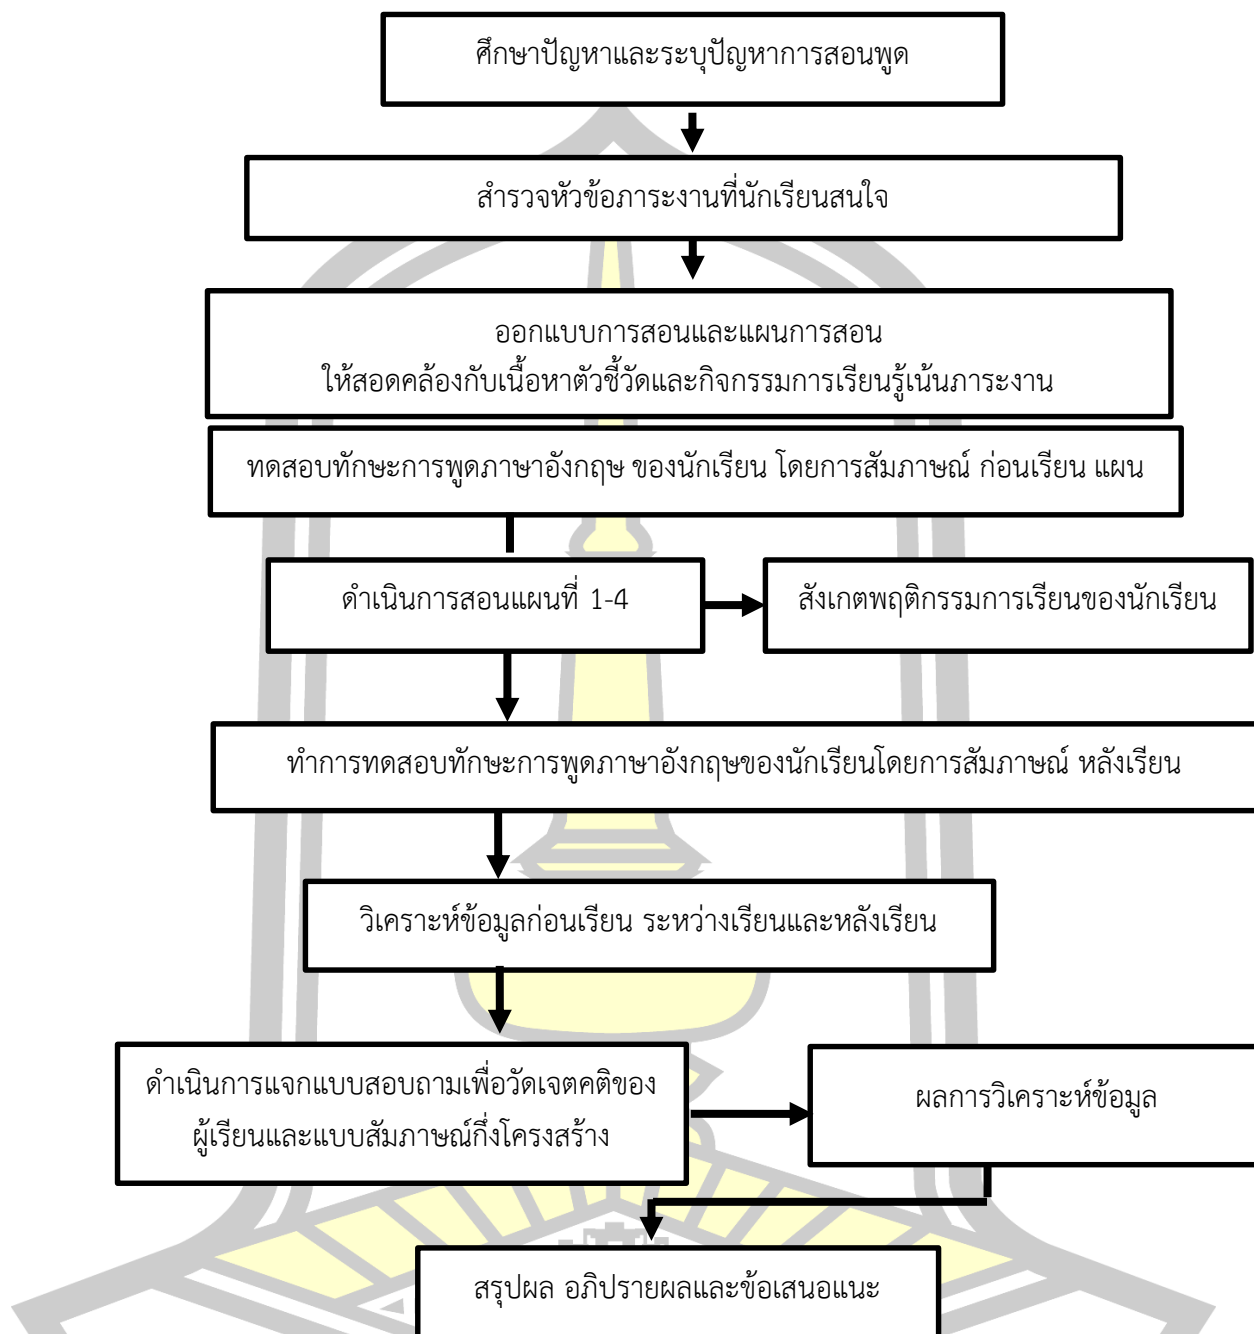 ศึกษาปัญหาและระบุปัญหาการสอนพูด
สำรวจหัวข้อภาระงานที่นักเรียนสนใจ
ออกแบบการสอนและแผนการสอน
ให้สอดคล้องกับเนื้อหาตัวชี้วัดและกิจกรรมการเรียนรู้เน้นภาระงาน
ทดสอบทักษะการพูดภาษาอังกฤษ ของนักเรียน โดยการสัมภาษณ์ ก่อนเรียน แผน
ดำเนินการสอนแผนที่ 1-4
สังเกตพฤติกรรมการเรียนของนักเรียน
ทำการทดสอบทักษะการพูดภาษาอังกฤษของนักเรียนโดยการสัมภาษณ์ หลังเรียน
วิเคราะห์ข้อมูลก่อนเรียน ระหว่างเรียนและหลังเรียน
ดำเนินการแจกแบบสอบถามเพื่อวัดเจตคติของ
ผู้เรียนและแบบสัมภาษณ์กึ่งโครงสร้าง
ผลการวิเคราะห์ข้อมูล
สรุปผล อภิปรายผลและข้อเสนอแนะ